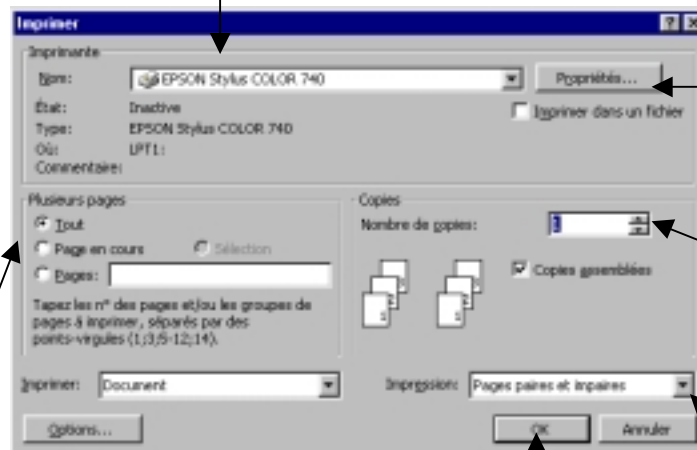 Imprimer
Imprimante
Nom: EPSON Stylus COLOR 740 Propriétés...
État: Inactive Imprimer dans un fichier
Type: EPSON Stylus COLOR 740
Où: LPT1:
Commentaire:
Plusieurs pages
Tout
Page en cours Sélection
Pages:
Tapez les n° des pages et/ou les groupes de
pages à imprimer, séparés par des
points-virgules (1;3;5-12;14).
Copies
Nombre de copies: 1
Copies assemblées
Imprimer: Document Impression: Pages paires et impaires
Options... OK Annuler